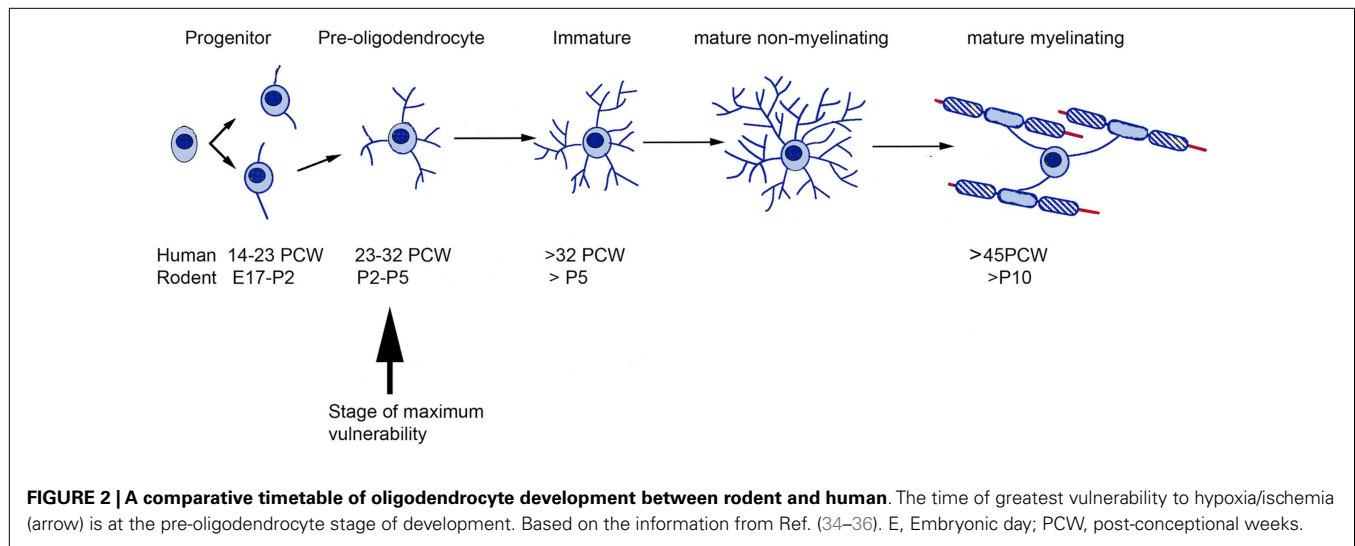 Progenitor Pre-oligodendrocyte Immature mature non-myelinating mature myelinating
Human 14-23 PCW 23-32 PCW >32 PCW >45PCW
Rodent E17-P2 P2-P5 > P5 >P10
Stage of maximum
vulnerability
FIGURE 2 | A comparative timetable of oligodendrocyte development between rodent and human. The time of greatest vulnerability to hypoxia/ischemia
(arrow) is at the pre-oligodendrocyte stage of development. Based on the information from Ref. (34–36). E, Embryonic day; PCW, post-conceptional weeks.